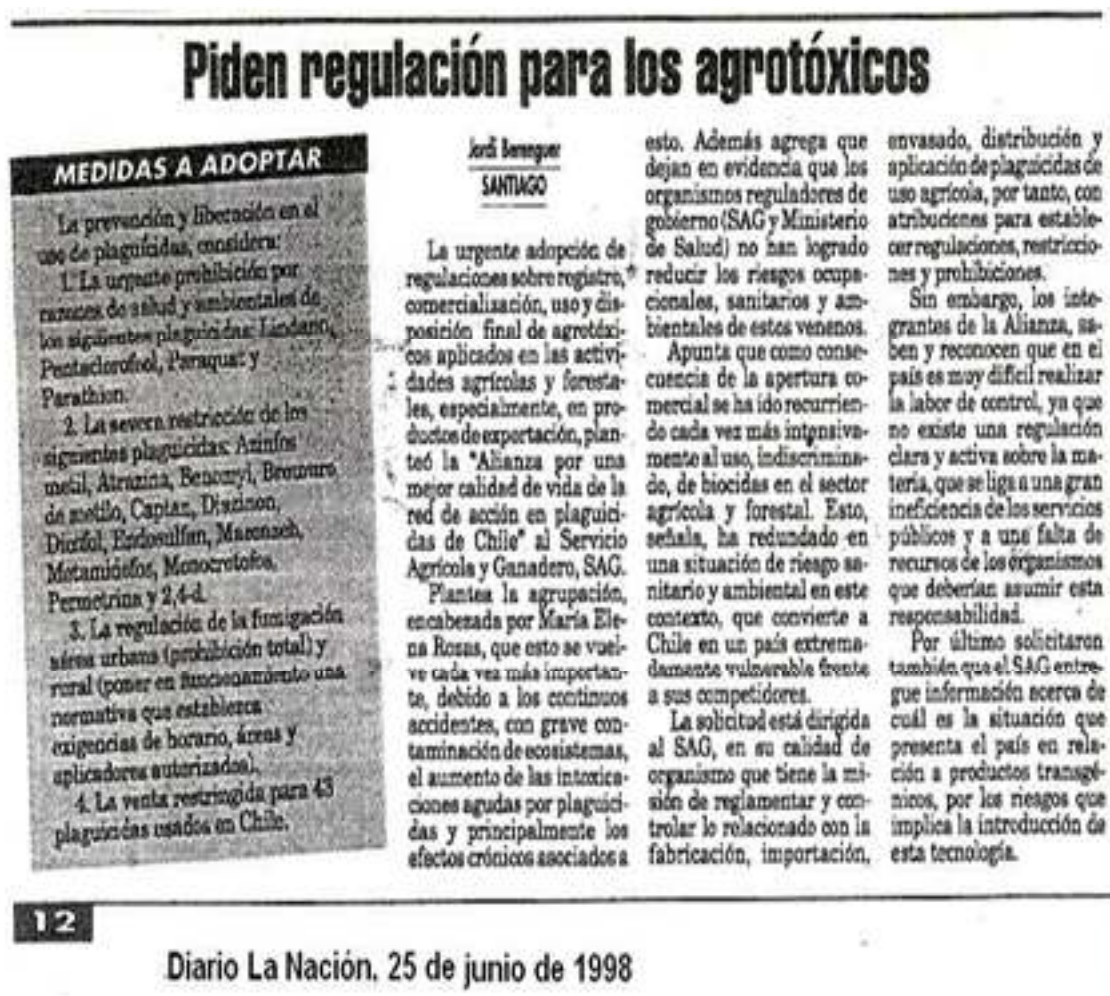 Piden regulación para los agrotóxicos
MEDIDAS A ADOPTAR
La prevención y liberación en el
uso de plaguicidas, considera:
1. La urgente prohibición por
razones de salud y ambientales de
los siguientes plaguicidas: Lindano,
Pentaclorofeol, Paraquat y
Parathion.
2. La severa restricción de los
siguientes plaguicidas: Azinfos
metil, Atrazina, Benomyl, Bromuro
de metilo, Captan, Diazinon,
Dicofol, Endosulfan,
Metamidofos, Monocrotofos,
Permetrina y 2,4-d.
3. La regulación de la fumigación
aérea urbana (prohibición total) y
rural (poner en funcionamiento una
normativa que establezca
exigencias de horario, áreas y
aplicadores autorizados).
4. La venta restringida para 43
plaguicidas usados en Chile.
Jordi Berenguer
SANTIAGO
La urgente adopción de
regulaciones sobre registro,
comercialización, uso y dis-
posición final de agrotóxi-
cos aplicados en las activi-
dades agrícolas y foresta-
les, especialmente, en pro-
ductos de exportación, plan-
teó la "Alianza por una
mejor calidad de vida de la
red de acción en plaguici-
das de Chile" al Servicio
Agrícola y Ganadero, SAG.
Plantea la agrupación,
encabezada por María Ele-
na Rosas, que esto se vuel-
ve cada vez más importan-
te, debido a los continuos
accidentes, con grave con-
taminación de ecosistemas,
el aumento de las intoxica-
ciones agudas por plaguici-
das y principalmente los
efectos crónicos asociados a
esto. Además agrega que
dejan en evidencia que los
organismos reguladores de
gobierno (SAG y Ministerio
de Salud) no han logrado
reducir los riesgos ocupa-
cionales, sanitarios y am-
bientales de estos venenos.
Apunta que como conse-
cuencia de la apertura co-
mercial se ha ido recurrien-
do cada vez más intensiva-
mente al uso, indiscrimina-
do, de biocidas en el sector
agrícola y forestal. Esto,
señala, ha redundado en
una situación de riesgo sa-
nitario y ambiental en este
contexto, que convierte a
Chile en un país extrema-
damente vulnerable frente
a sus competidores.
La solicitud está dirigida
al SAG, en su calidad de
organismo que tiene la mi-
sión de reglamentar y con-
trolar lo relacionado con la
fabricación, importación,
envasado, distribución y
aplicación de plaguicidas de
uso agrícola, por tanto, con
atribuciones para estable-
cer regulaciones, restriccio-
nes y prohibiciones.
Sin embargo, los inte-
grantes de la Alianza, sa-
ben y reconocen que en el
país es muy difícil realizar
la labor de control, ya que
no existe una regulación
clara y activa sobre la ma-
teria, que se liga a una gran
ineficiencia de los servicios
públicos y a una falta de
recursos de los organismos
que deberían asumir esta
responsabilidad.
Por último solicitaron
también que el SAG entre-
gue información acerca de
cuál es la situación que
presenta el país en rela-
ción a productos transgé-
nicos, por los riesgos que
implica la introducción de
esta tecnología.
12
Diario La Nación, 25 de junio de 1998